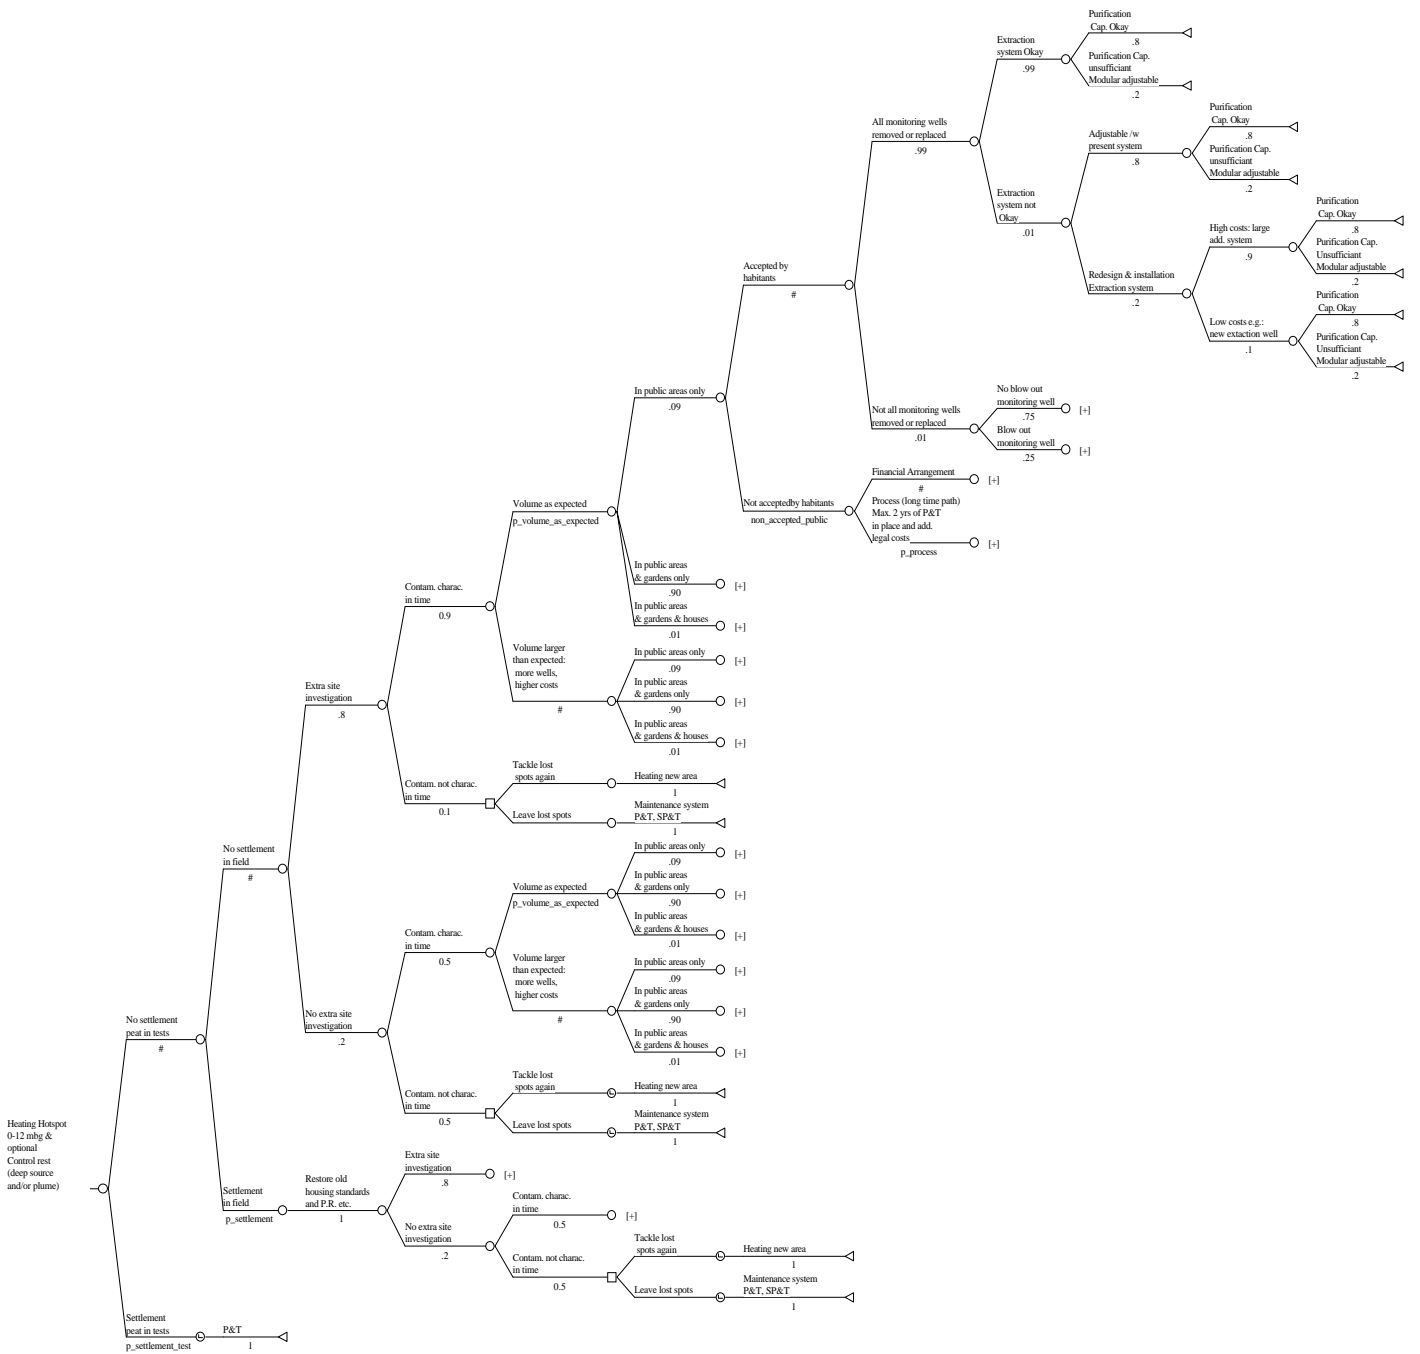 Purification
Cap. Okay
.8
Purification Cap.
unsufficiant
Modular adjustable
.2
Extraction
system Okay
.99
Purification
Cap. Okay
.8
Purification Cap.
unsufficiant
Modular adjustable
.2
Adjustable /w
present system
.8
All monitoring wells
removed or replaced
.99
Extraction
system not
Okay
.01
Purification
Cap. Okay
.8
Purification Cap.
Unsufficiant
Modular adjustable
.2
High costs: large
add. system
.9
Redesign & installation
Extraction system
.2
Low costs e.g.:
new extaction well
.1
Purification
Cap. Okay
.8
Purification Cap.
Unsufficiant
Modular adjustable
.2
Accepted by
habitants
#
No blow out
monitoring well
.75
[+]
Not all monitoring wells
removed or replaced
.01
Blow out
monitoring well
.25
[+]
In public areas only
.09
Not acceptedby habitants
non_accepted_public
Financial Arrangement
#
[+]
Process (long time path)
Max. 2 yrs of P&T
in place and add.
legal costs
p_process
[+]
Volume as expected
p_volume_as_expected
In public areas
& gardens only
.90
[+]
In public areas
& gardens & houses
.01
[+]
Contam. charac.
in time
0.9
Volume larger
than expected:
more wells,
higher costs
#
In public areas only
.09
[+]
In public areas
& gardens only
.90
[+]
In public areas
& gardens & houses
.01
[+]
Extra site
investigation
.8
Contam. not charac.
in time
0.1
Tackle lost
spots again
Heating new area
1
Leave lost spots
Maintenance system
P&T, SP&T
1
No settlement
in field
#
Volume as expected
p_volume_as_expected
In public areas only
.09
[+]
In public areas
& gardens only
.90
[+]
In public areas
& gardens & houses
.01
[+]
Contam. charac.
in time
0.5
Volume larger
than expected:
more wells,
higher costs
#
In public areas only
.09
[+]
In public areas
& gardens only
.90
[+]
In public areas
& gardens & houses
.01
[+]
No extra site
investigation
.2
Contam. not charac.
in time
0.5
Tackle lost
spots again
Heating new area
1
Leave lost spots
Maintenance system
P&T, SP&T
1
No settlement
peat in tests
#
Heating Hotspot
0-12 mbg &
optional
Control rest
(deep source
and/or plume)
Settlement
in field
p_settlement
Restore old
housing standards
and P.R. etc.
1
Extra site
investigation
.8
[+]
No extra site
investigation
.2
Contam. charac.
in time
0.5
[+]
Contam. not charac.
in time
0.5
Tackle lost
spots again
Heating new area
1
Leave lost spots
Maintenance system
P&T, SP&T
1
Settlement
peat in tests
p_settlement_test
P&T
1